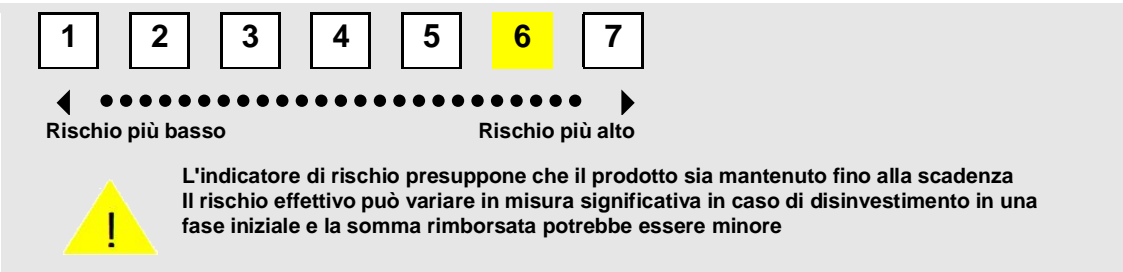 1 2 3 4 5 6 7
Rischio più basso Rischio più alto
L'indicatore di rischio presuppone che il prodotto sia mantenuto fino alla scadenza
Il rischio effettivo può variare in misura significativa in caso di disinvestimento in una
fase iniziale e la somma rimborsata potrebbe essere minore
!